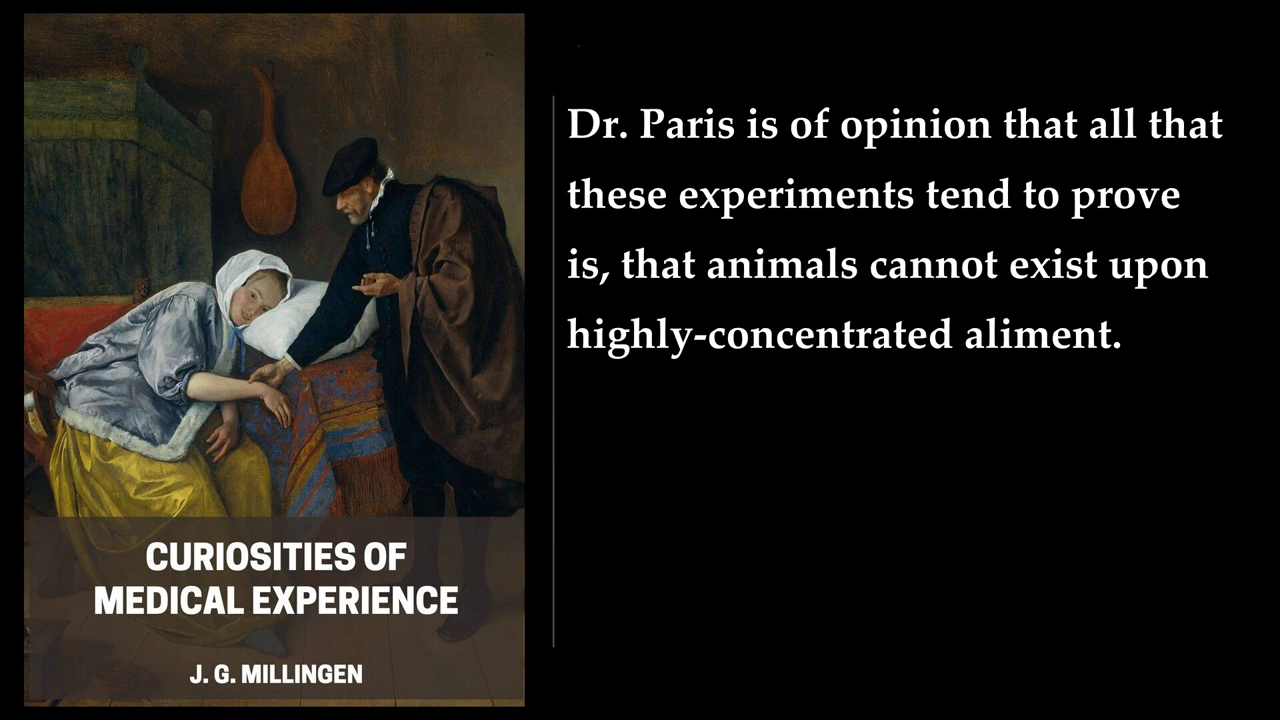 Dr. Paris is of opinion that all that
these experiments tend to prove
is, that animals cannot exist upon
highly-concentrated aliment.
CURIOSITIES OF
MEDICAL EXPERIENCE
J. G. MILLINGEN